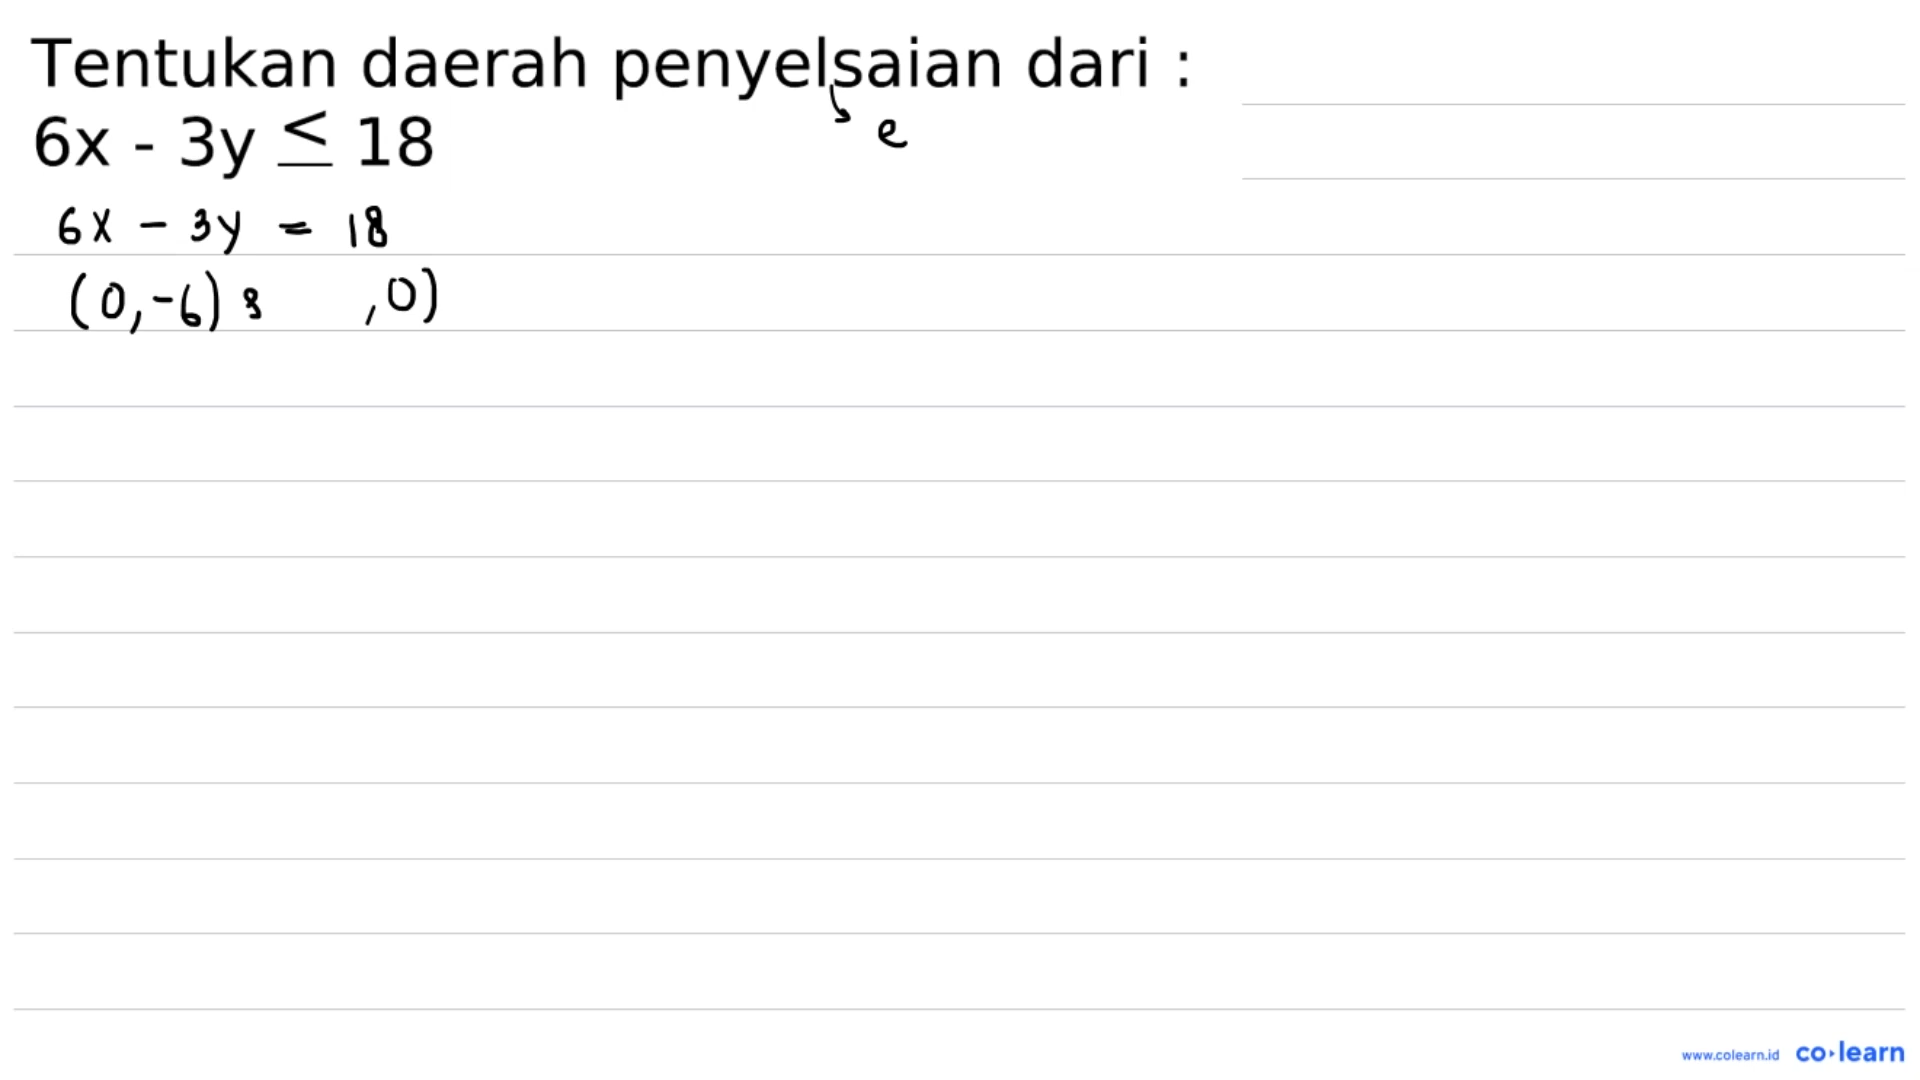 Tentukan daerah penyelsaian dari :
e
6x - 3y ≤ 18
6x - 3y = 18
(0,-6) & ,0)
www.colearn.id co·learn